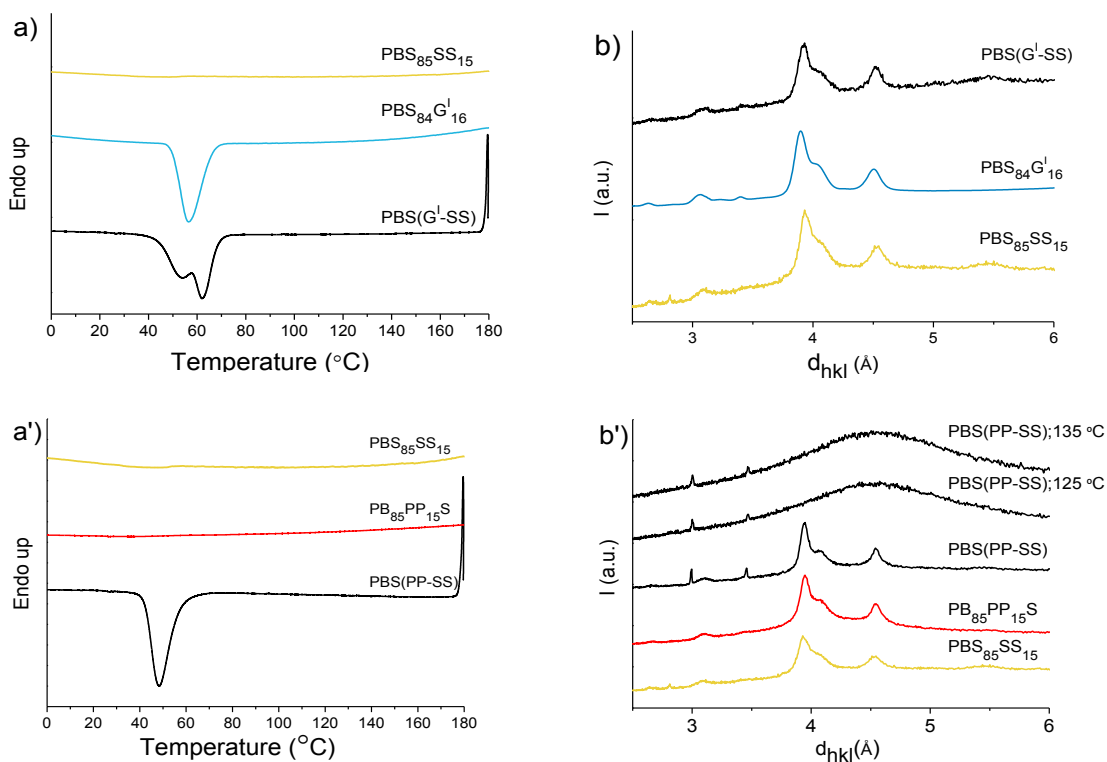 a)
Endo up
PBS₈₅SS₁₅
PBS₈₄Gᴵ₁₆
PBS(Gᴵ-SS)
0 20 40 60 80 100 120 140 160 180
Temperature (°C)
b)
I (a.u.)
PBS(Gᴵ-SS)
PBS₈₄Gᴵ₁₆
PBS₈₅SS₁₅
3 4 5 6
d_hkl (Å)
a')
Endo up
PBS₈₅SS₁₅
PB₈₅PP₁₅S
PBS(PP-SS)
0 20 40 60 80 100 120 140 160 180
Temperature (°C)
b')
I (a.u.)
PBS(PP-SS);135 °C
PBS(PP-SS);125 °C
PBS(PP-SS)
PB₈₅PP₁₅S
PBS₈₅SS₁₅
3 4 5 6
d_hkl(Å)